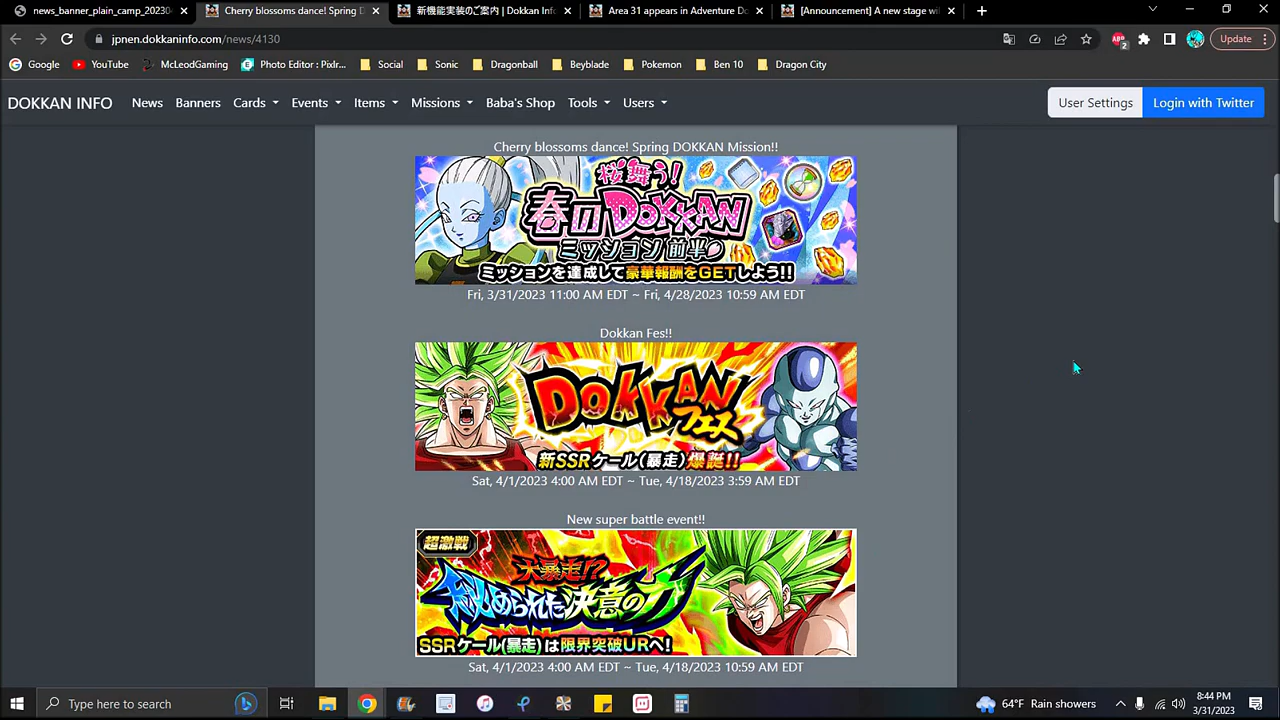 news_banner_plain_camp_20230
Cherry blossoms dance! Spring D
新機能実装のご案内 | Dokkan Info
Area 31 appears in Adventure Do
[Announcement] A new stage wi
jpnen.dokkaninfo.com/news/4130
2
Update
Google
YouTube
McLeodGaming
Photo Editor : Pixlr...
Social
Sonic
Dragonball
Beyblade
Pokemon
Ben 10
Dragon City
DOKKAN INFO
News
Banners
Cards
Events
Items
Missions
Baba's Shop
Tools
Users
User Settings
Login with Twitter
Cherry blossoms dance! Spring DOKKAN Mission!!
桜舞う!
春のDOKKAN
ミッション 前半
ミッションを達成して豪華報酬をGETしよう!!
Fri, 3/31/2023 11:00 AM EDT ~ Fri, 4/28/2023 10:59 AM EDT
Dokkan Fes!!
DOKKAN
フェス
新SSRケール(暴走)爆誕!!
Sat, 4/1/2023 4:00 AM EDT ~ Tue, 4/18/2023 3:59 AM EDT
New super battle event!!
超激戦
大暴走!?
秘められた決意の力
SSRケール(暴走)は限界突破URへ!
Sat, 4/1/2023 4:00 AM EDT ~ Tue, 4/18/2023 10:59 AM EDT
Type here to search
64°F Rain showers
8:44 PM
3/31/2023